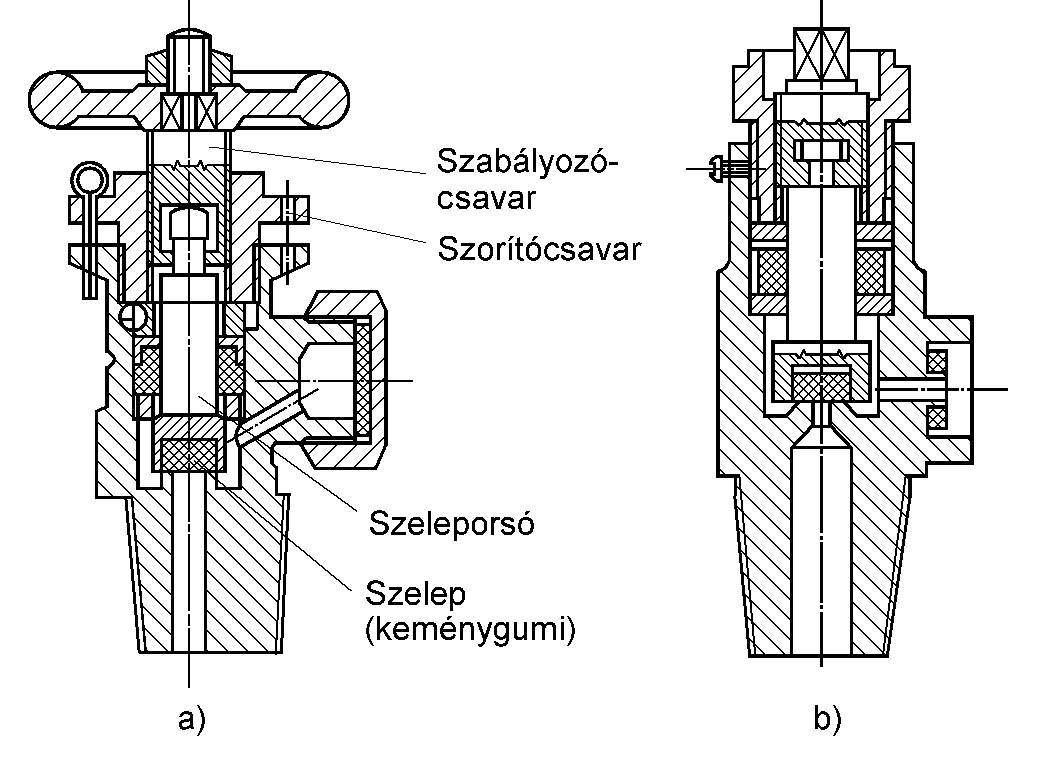 Szabályozó-
csavar
Szorítócsavar
Szeleporsó
Szelep
(keménygumi)
a)
b)